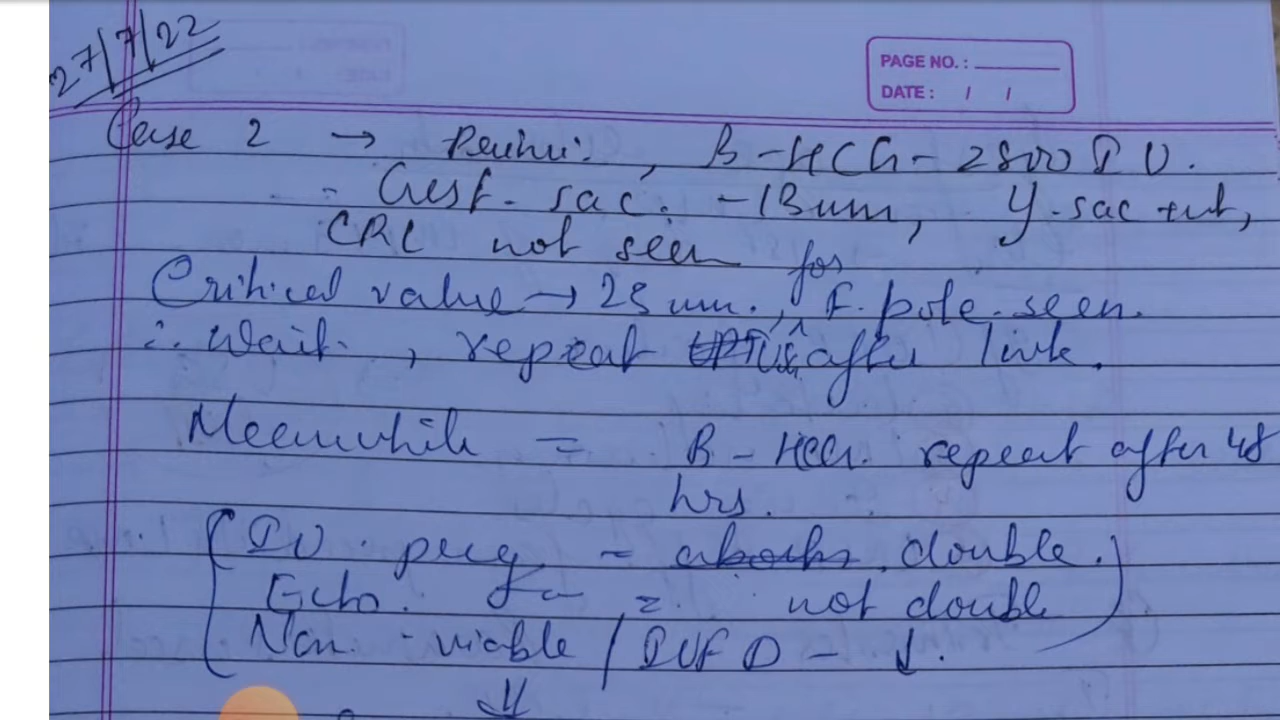 27/7/22
PAGE NO. :
DATE : / /
Case 2 → , B-HCG-2800 IU.
Gest. sac. -13mm, Y-sac +nt,
CRL not seen
Critical value → 25 mm., for F. pole seen.
∴ Wait , repeat after 1wk.
Meanwhile = B-HCG. repeat after 48
hrs.
(IU. preg - double.)
Ecto. = not double
Non-viable / IUFD - ↓.